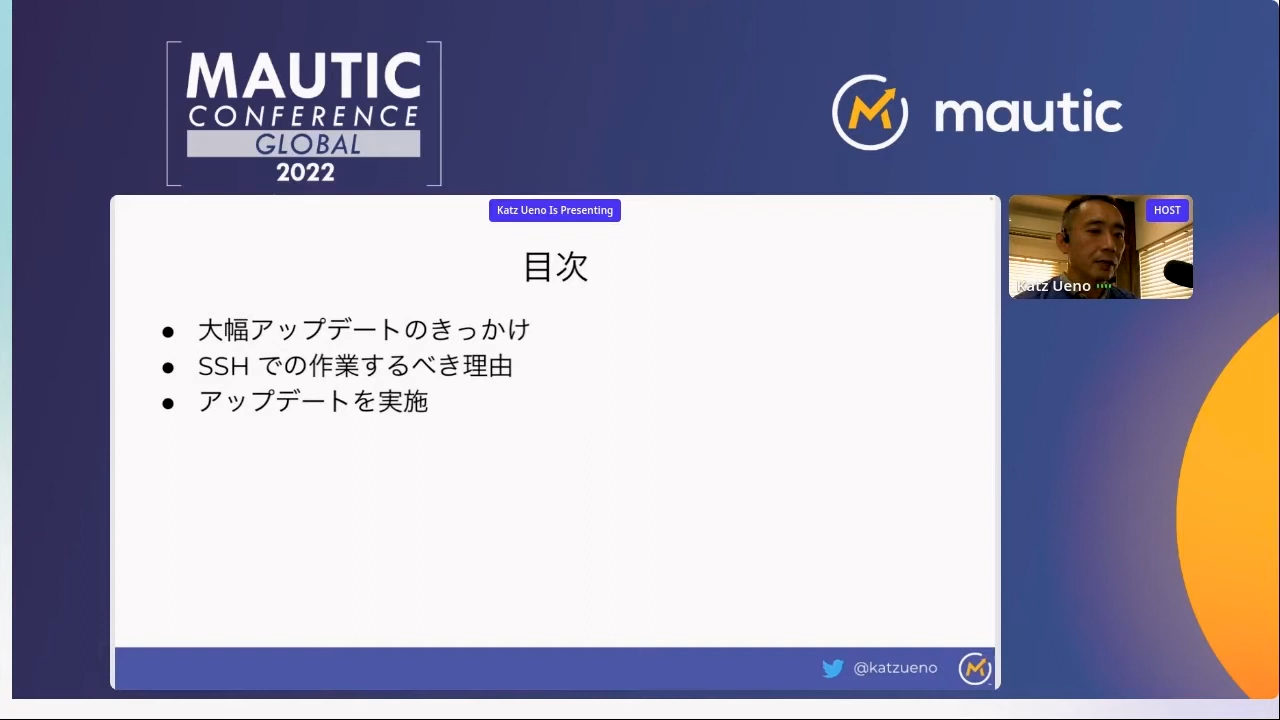 MAUTIC
CONFERENCE
GLOBAL
2022
mautic
Katz Ueno Is Presenting
HOST
Katz Ueno
目次
● 大幅アップデートのきっかけ
● SSH での作業するべき理由
● アップデートを実施
@katzueno